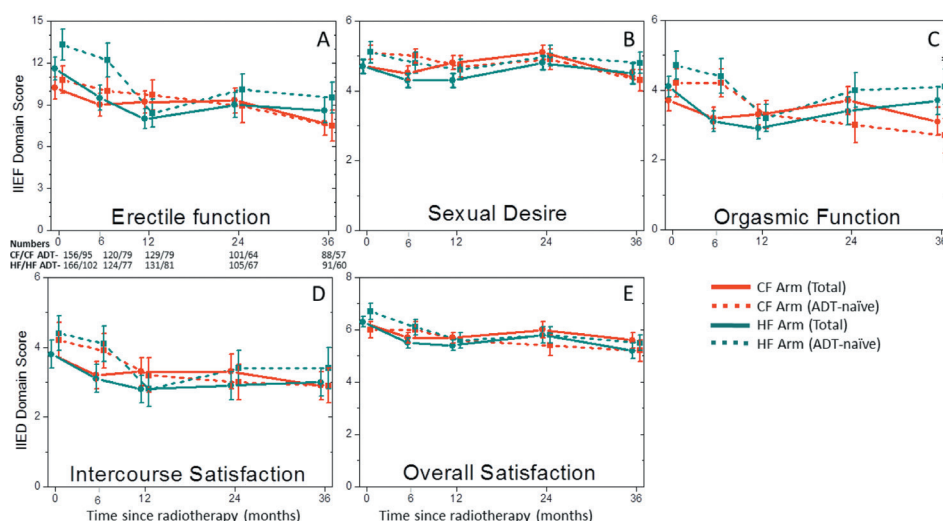 A
B
C
15
12
9
6
3
0
6
4
2
0
6
4
2
0
IIEF Domain Score
Erectile function
Sexual Desire
Orgasmic Function
0 6 12 24 36
0 6 12 24 36
0 6 12 24 36
Numbers
CF/CF ADT- 156/95 120/79 129/79 101/64 88/57
HF/HF ADT- 166/102 124/77 131/81 105/67 91/60
D
E
6
4
2
0
8
6
4
2
0
IIED Domain Score
Intercourse Satisfaction
Overall Satisfaction
0 6 12 24 36
0 6 12 24 36
Time since radiotherapy (months)
Time since radiotherapy (months)
CF Arm (Total)
CF Arm (ADT-naïve)
HF Arm (Total)
HF Arm (ADT-naïve)